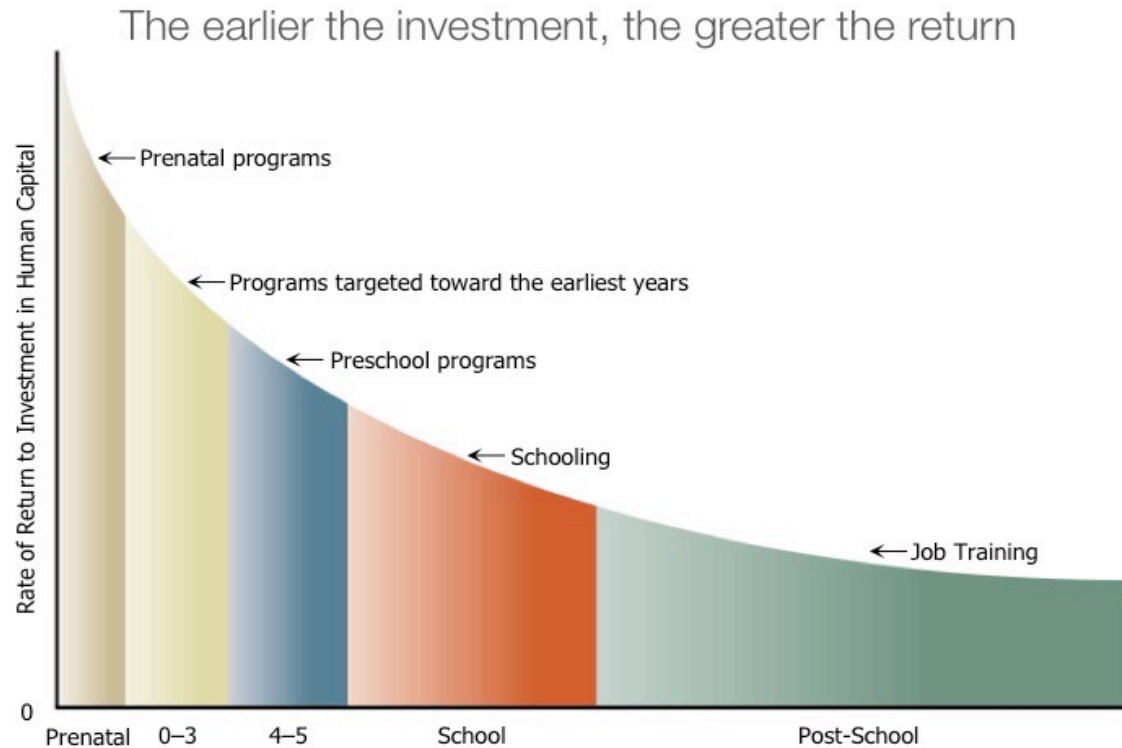 The earlier the investment, the greater the return
Rate of Return to Investment in Human Capital
Prenatal programs
Programs targeted toward the earliest years
Preschool programs
Schooling
Job Training
0
Prenatal 0–3 4–5 School Post-School